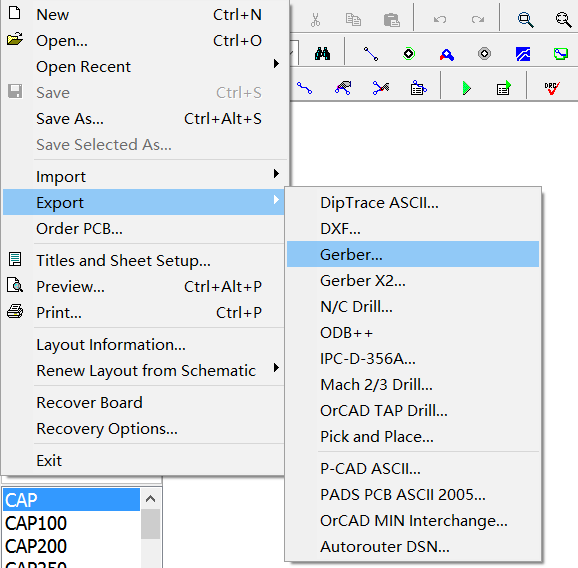 New Ctrl+N
Open... Ctrl+O
Open Recent
Save Ctrl+S
Save As... Ctrl+Alt+S
Save Selected As...
Import
Export
Order PCB...
Titles and Sheet Setup...
Preview... Ctrl+Alt+P
Print... Ctrl+P
Layout Information...
Renew Layout from Schematic
Recover Board
Recovery Options...
Exit
DipTrace ASCII...
DXF...
Gerber...
Gerber X2...
N/C Drill...
ODB++
IPC-D-356A...
Mach 2/3 Drill...
OrCAD TAP Drill...
Pick and Place...
P-CAD ASCII...
PADS PCB ASCII 2005...
OrCAD MIN Interchange...
Autorouter DSN...
DRC
CAP
CAP100
CAP200
CAP250